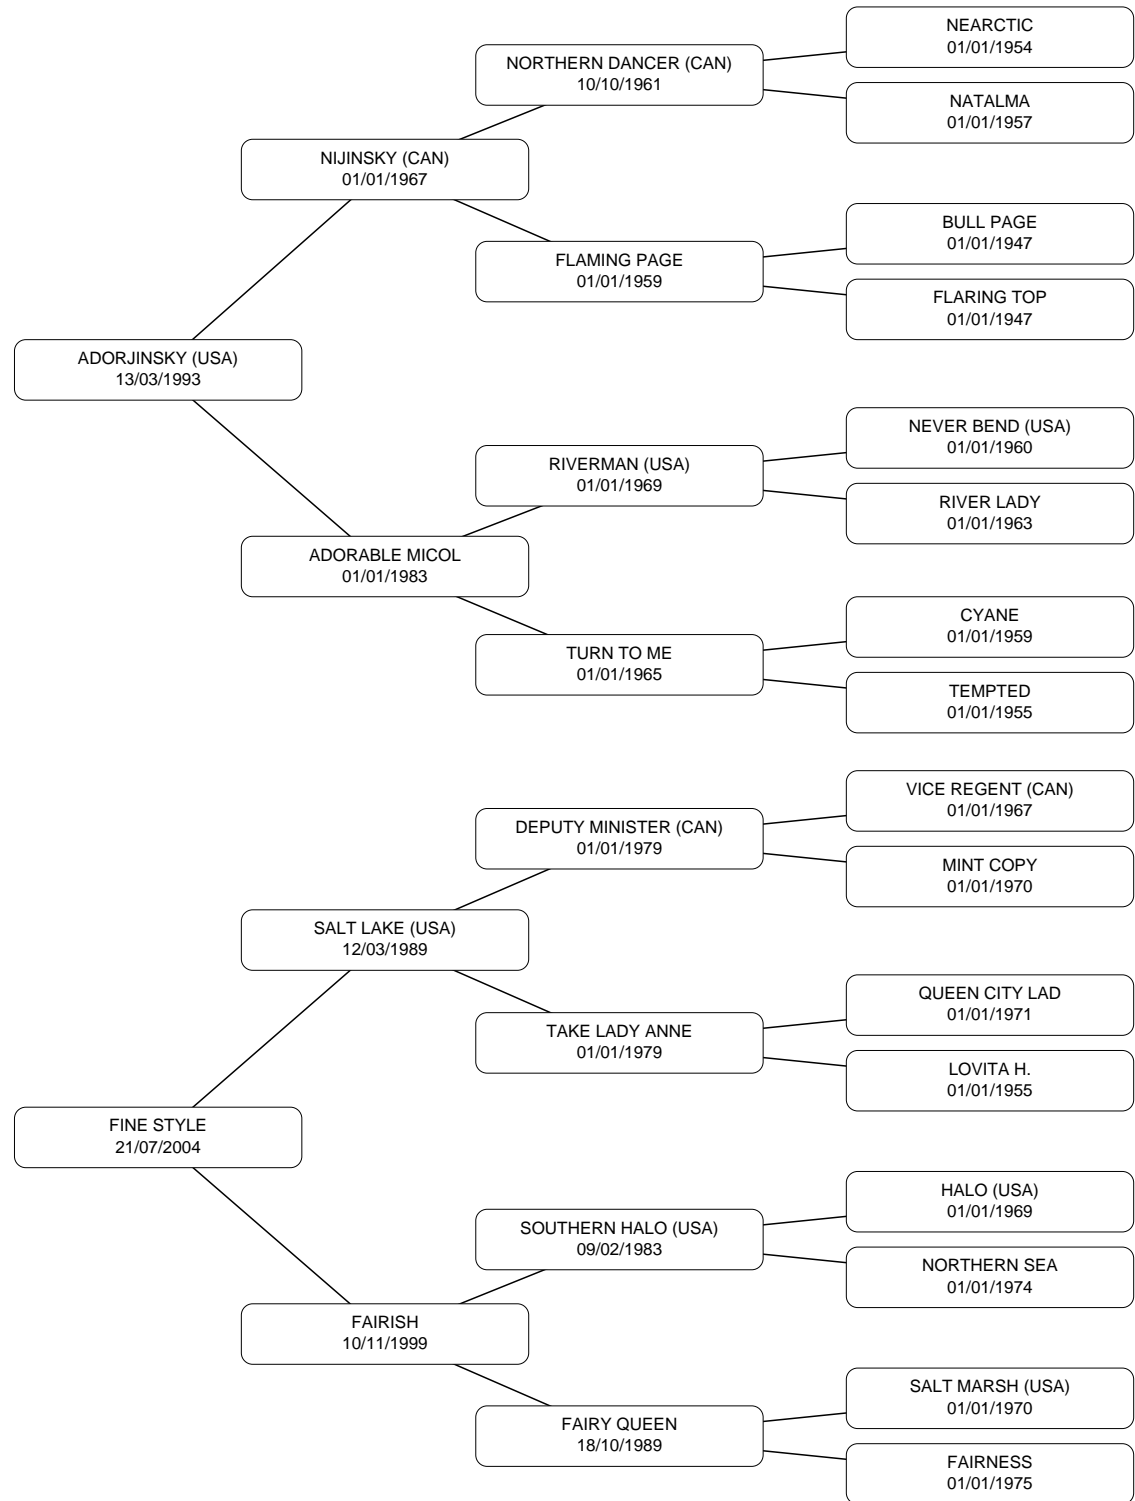 NEARCTIC
01/01/1954
NORTHERN DANCER (CAN)
10/10/1961
NATALMA
01/01/1957
NIJINSKY (CAN)
01/01/1967
BULL PAGE
01/01/1947
FLAMING PAGE
01/01/1959
FLARING TOP
01/01/1947
ADORJINSKY (USA)
13/03/1993
NEVER BEND (USA)
01/01/1960
RIVERMAN (USA)
01/01/1969
RIVER LADY
01/01/1963
ADORABLE MICOL
01/01/1983
CYANE
01/01/1959
TURN TO ME
01/01/1965
TEMPTED
01/01/1955
VICE REGENT (CAN)
01/01/1967
DEPUTY MINISTER (CAN)
01/01/1979
MINT COPY
01/01/1970
SALT LAKE (USA)
12/03/1989
QUEEN CITY LAD
01/01/1971
TAKE LADY ANNE
01/01/1979
LOVITA H.
01/01/1955
FINE STYLE
21/07/2004
HALO (USA)
01/01/1969
SOUTHERN HALO (USA)
09/02/1983
NORTHERN SEA
01/01/1974
FAIRISH
10/11/1999
SALT MARSH (USA)
01/01/1970
FAIRY QUEEN
18/10/1989
FAIRNESS
01/01/1975